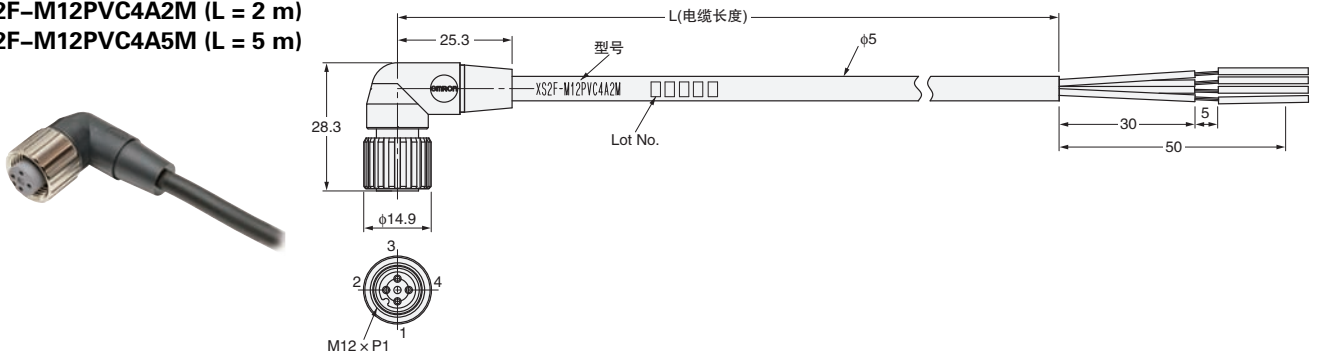 2F–M12PVC4A2M (L = 2 m)
2F–M12PVC4A5M (L = 5 m)
L(电缆长度)
25.3
型号
φ5
OMRON
XS2F-M12PVC4A2M
28.3
Lot No.
30
5
50
φ14.9
3
2
4
1
M12 × P1